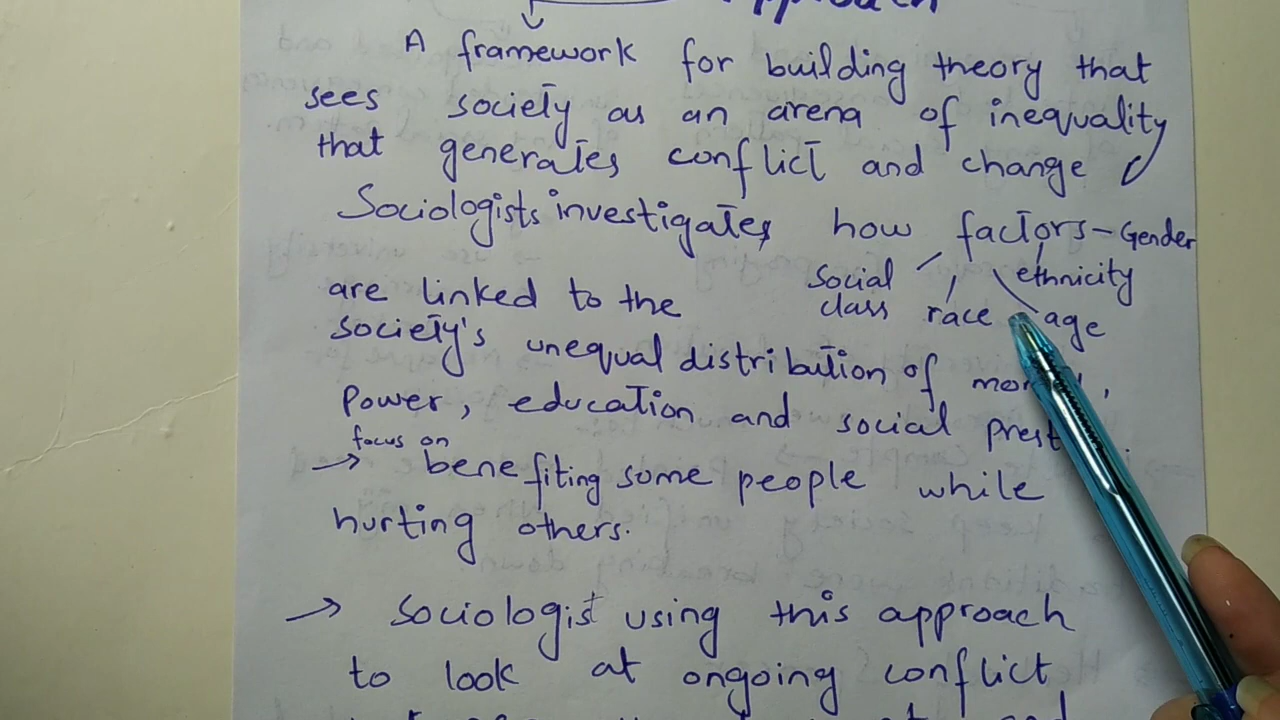 Approach
A framework for building theory that
sees society as an arena of inequality
that generates conflict and change
Sociologists investigates how factors - Gender
social ethnicity
are linked to the class race age
society's unequal distribution of
power, education and social
focus on
→ benefiting some people while
hurting others.
→ sociologist using this approach
to look at ongoing conflict